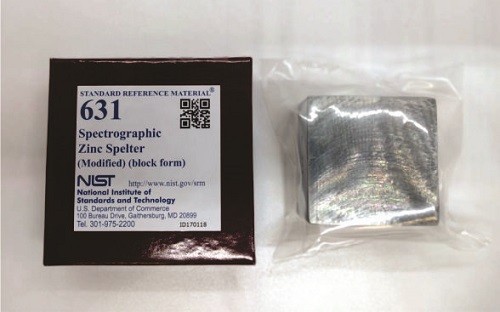 STANDARD REFERENCE MATERIAL®
631
Spectrographic
Zinc Spelter
(Modified) (block form)
NIST http://www.nist.gov/srm
National Institute of
Standards and Technology
U.S. Department of Commerce
100 Bureau Drive, Gaithersburg, MD 20899
Tel. 301-975-2200 ID170118